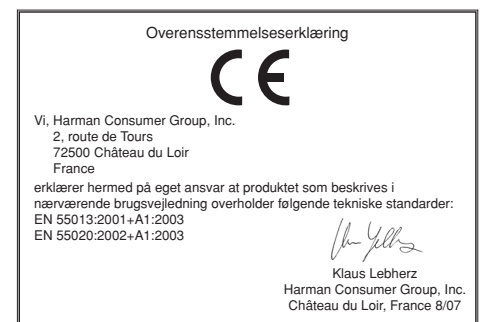 Overensstemmelseserklæring
CE
Vi, Harman Consumer Group, Inc.
2, route de Tours
72500 Château du Loir
France
erklærer hermed på eget ansvar at produktet som beskrives i
nærværende brugsvejledning overholder følgende tekniske standarder:
EN 55013:2001+A1:2003
EN 55020:2002+A1:2003
Klaus Lebherz
Harman Consumer Group, Inc.
Château du Loir, France 8/07